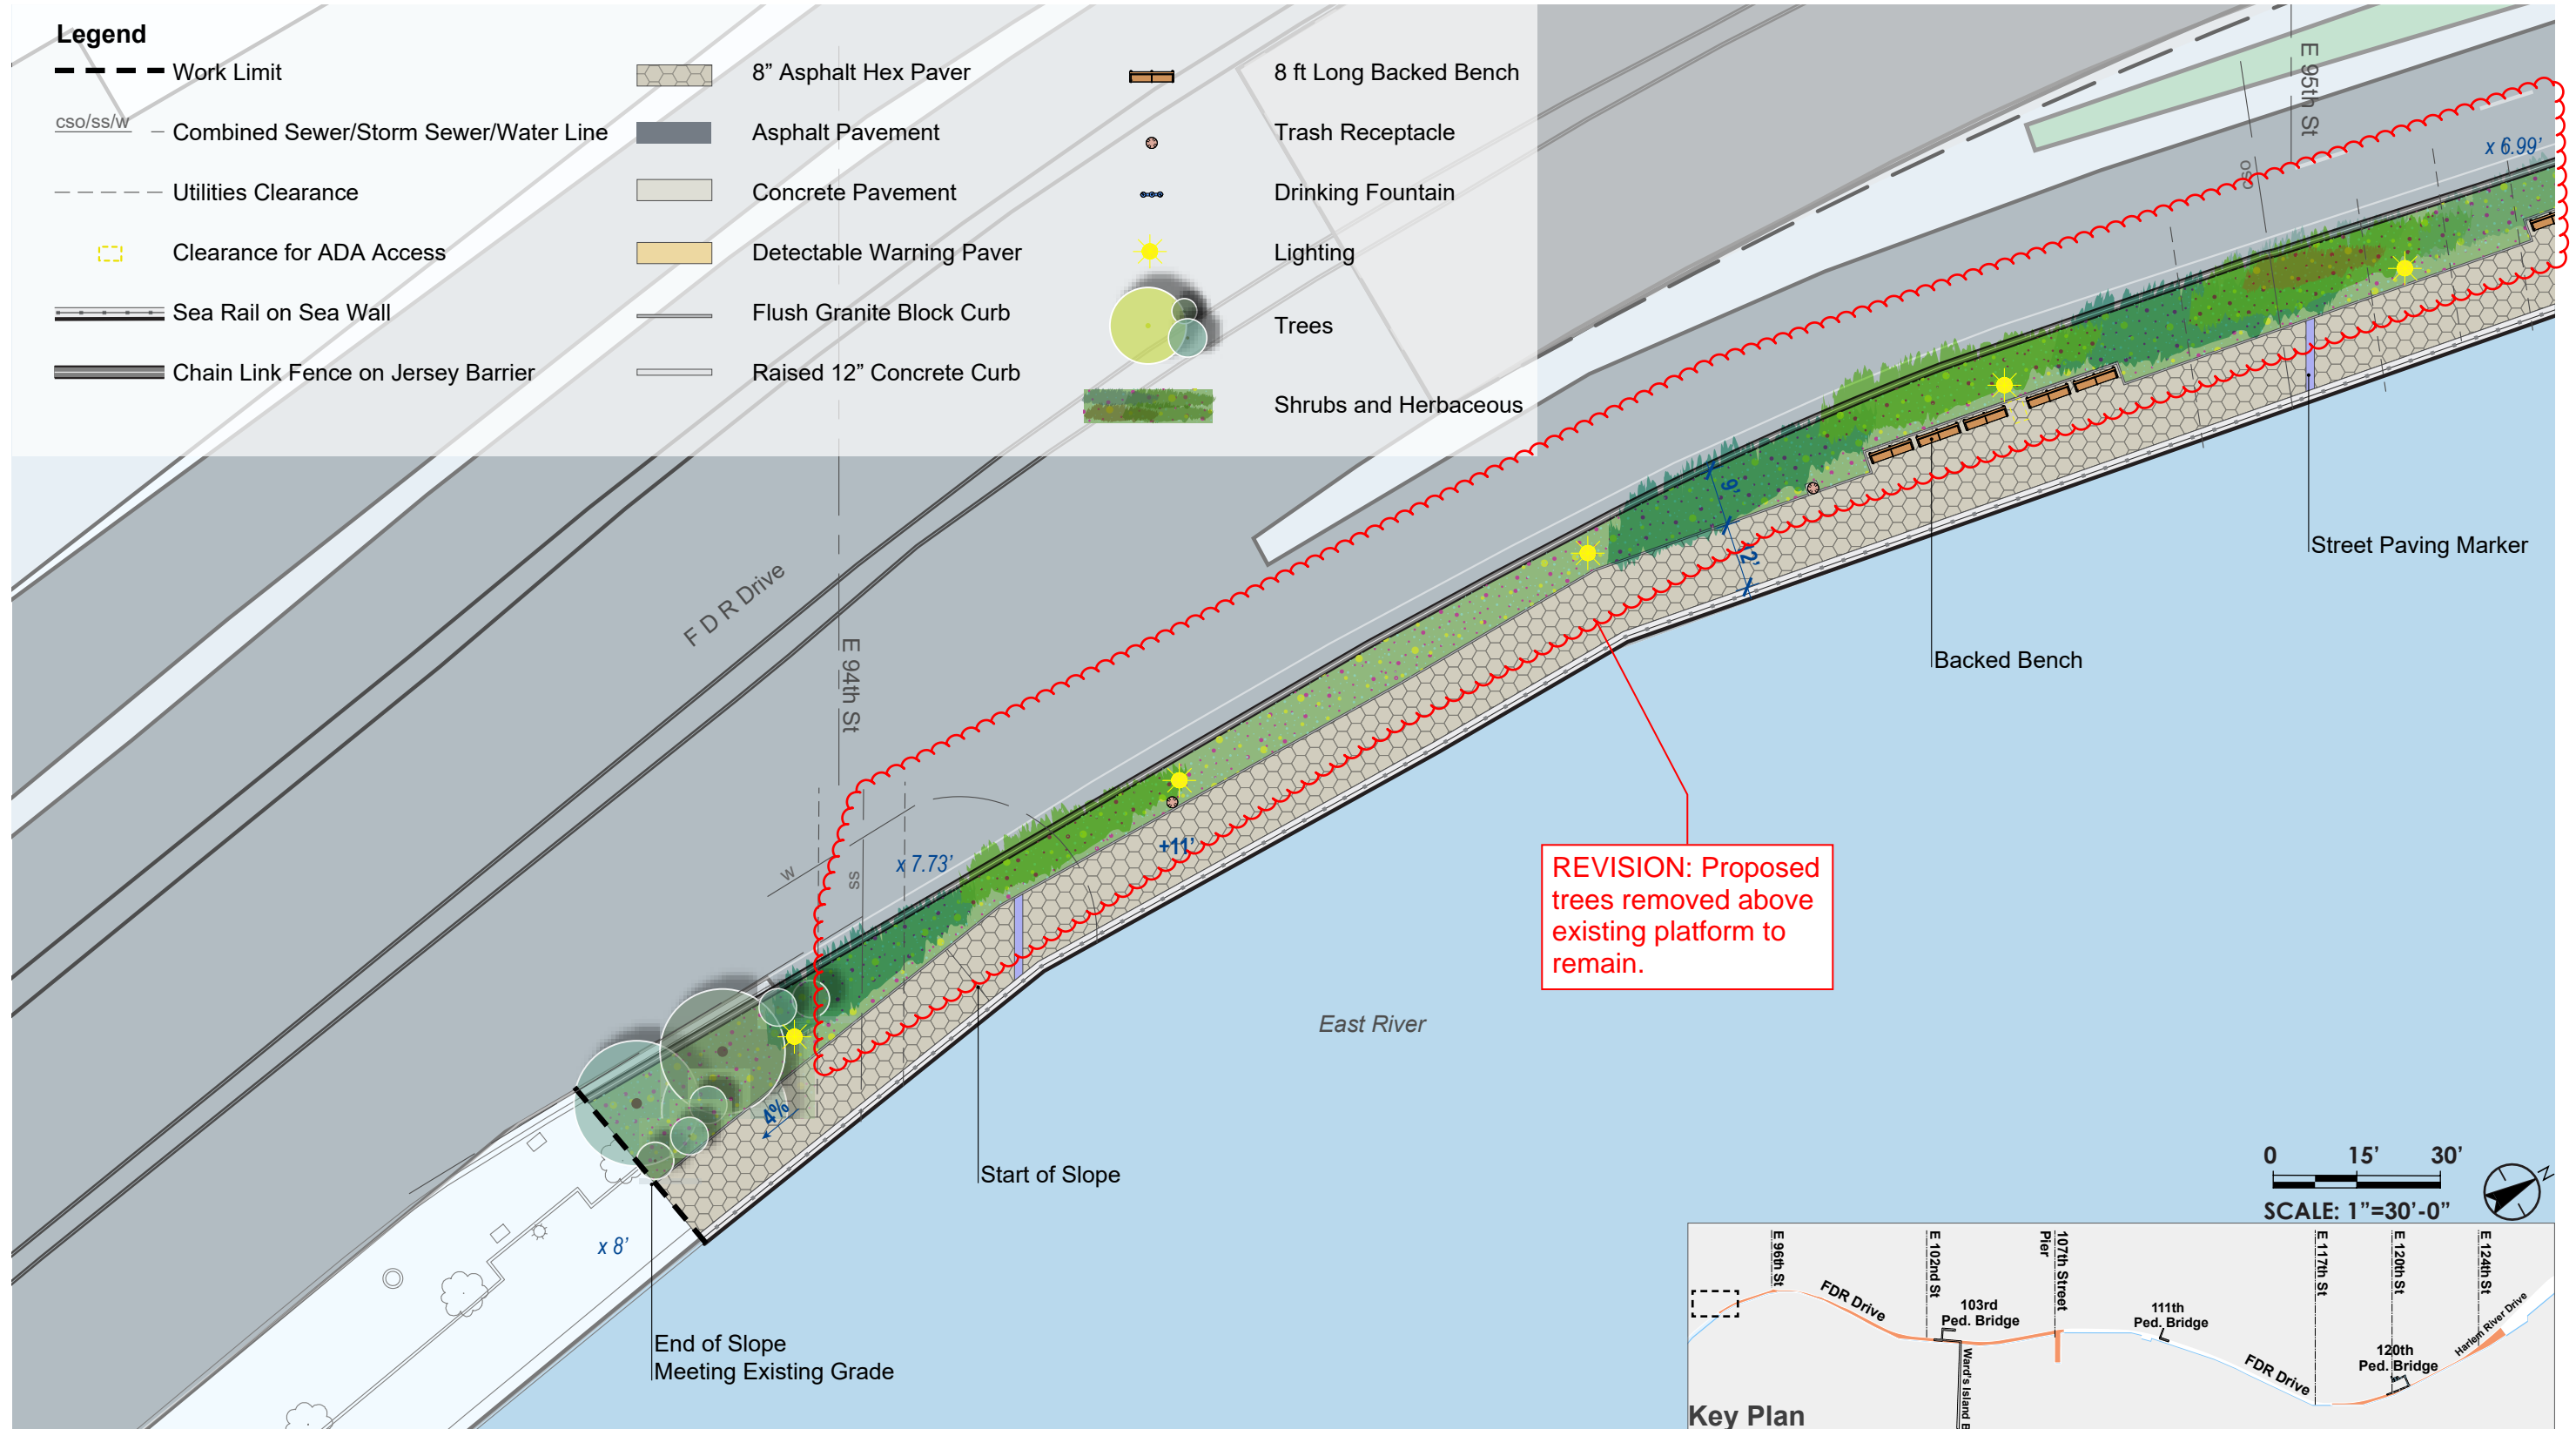 Legend
Work Limit
cso/ss/w
Combined Sewer/Storm Sewer/Water Line
Utilities Clearance
Clearance for ADA Access
Sea Rail on Sea Wall
Chain Link Fence on Jersey Barrier
8” Asphalt Hex Paver
Asphalt Pavement
Concrete Pavement
Detectable Warning Paver
Flush Granite Block Curb
Raised 12” Concrete Curb
8 ft Long Backed Bench
Trash Receptacle
Drinking Fountain
Lighting
Trees
Shrubs and Herbaceous
E 95th St
x 6.99’
cso
9’
Street Paving Marker
Backed Bench
F D R Drive
E 94th St
w
ss
x 7.73’
+11’
REVISION: Proposed
trees removed above
existing platform to
remain.
East River
4%
Start of Slope
x 8’
End of Slope
Meeting Existing Grade
0 15’ 30’
SCALE: 1”=30’-0”
N
E 96th St
FDR Drive
E 102nd St
103rd
Ped. Bridge
107th Street
Pier
111th
Ped. Bridge
E 117th St
E 120th St
E 124th St
FDR Drive
120th
Ped. Bridge
Harlem River Drive
Ward's Island B
Key Plan